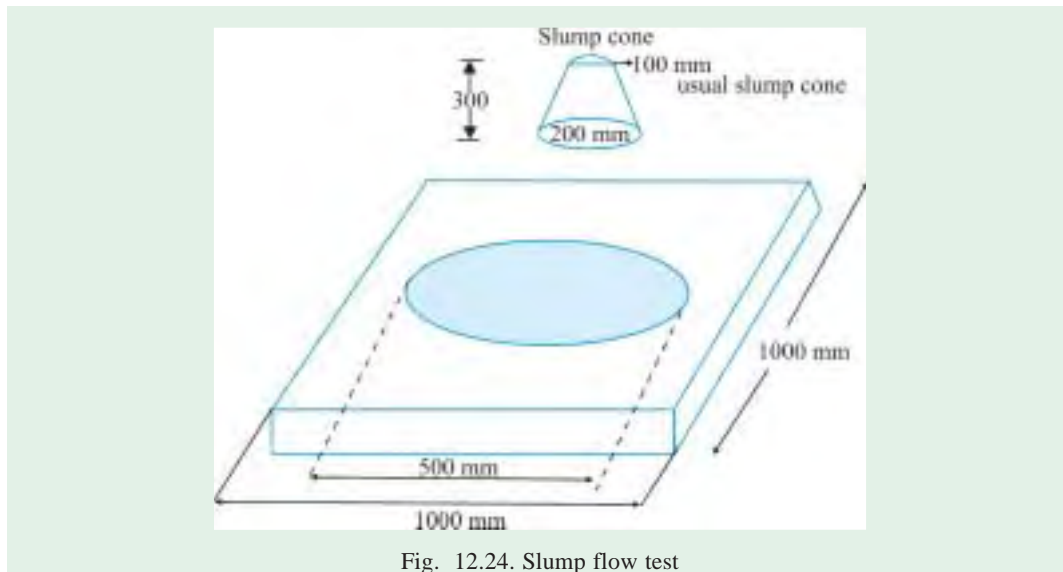 Slump cone
100 mm
usual slump cone
300
200 mm
1000 mm
500 mm
1000 mm
Fig. 12.24. Slump flow test